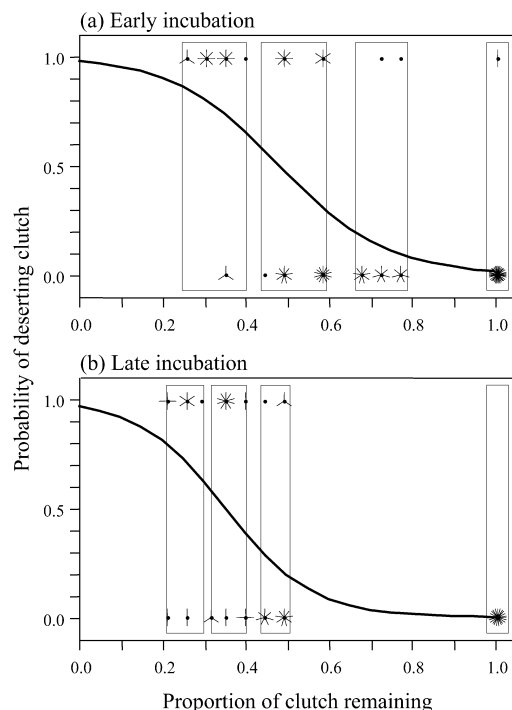 (a) Early incubation
1.0
0.5
0.0
0.0 0.2 0.4 0.6 0.8 1.0
(b) Late incubation
1.0
0.5
0.0
0.0 0.2 0.4 0.6 0.8 1.0
Probability of deserting clutch
Proportion of clutch remaining